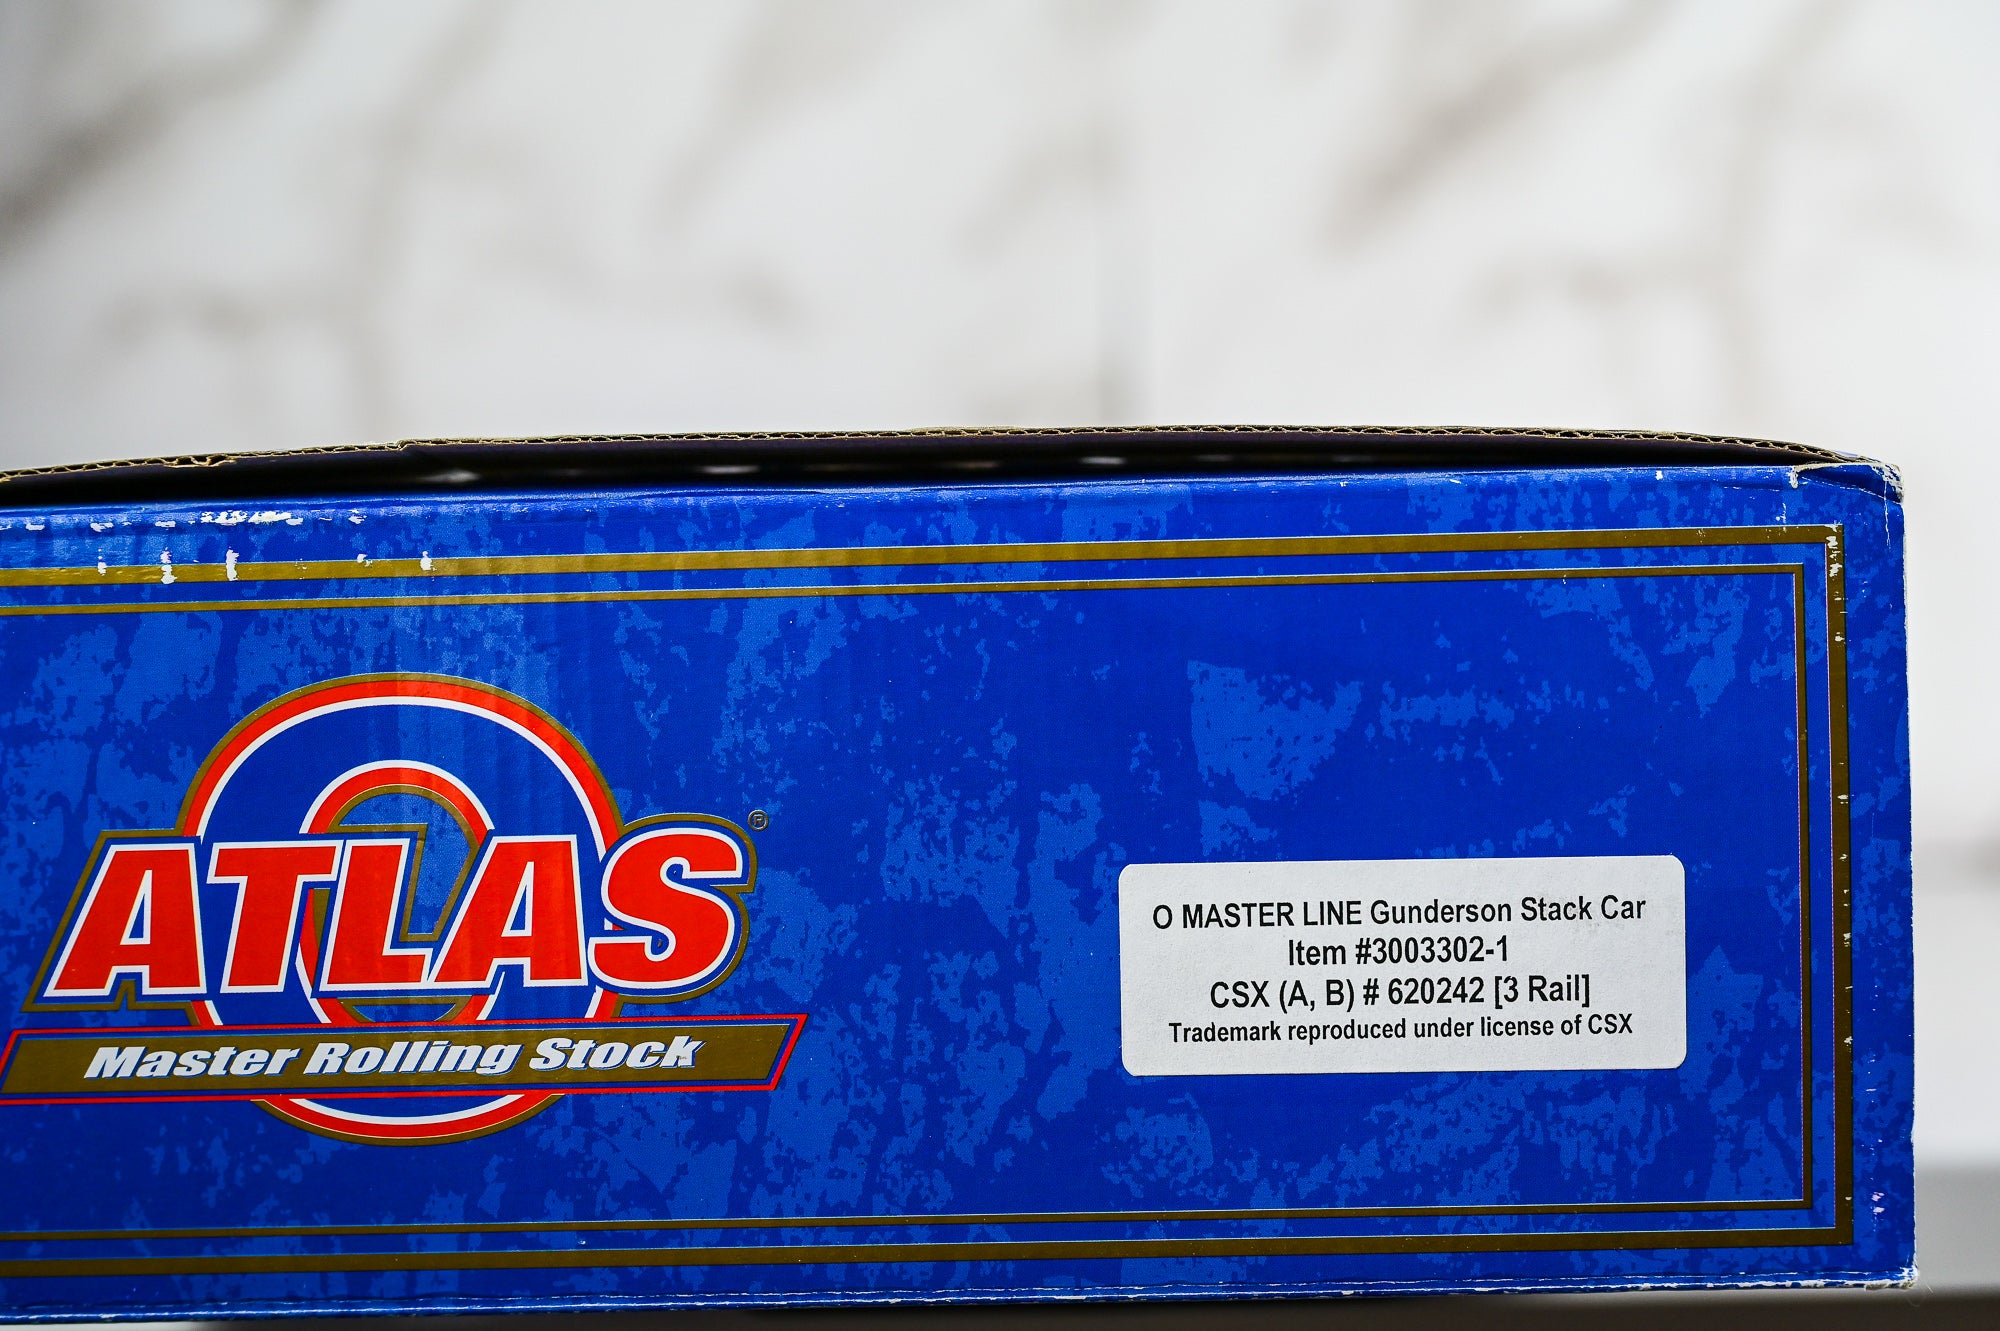 ATLAS ®
Master Rolling Stock
O MASTER LINE Gunderson Stack Car
Item #3003302-1
CSX (A, B) # 620242 [3 Rail]
Trademark reproduced under license of CSX